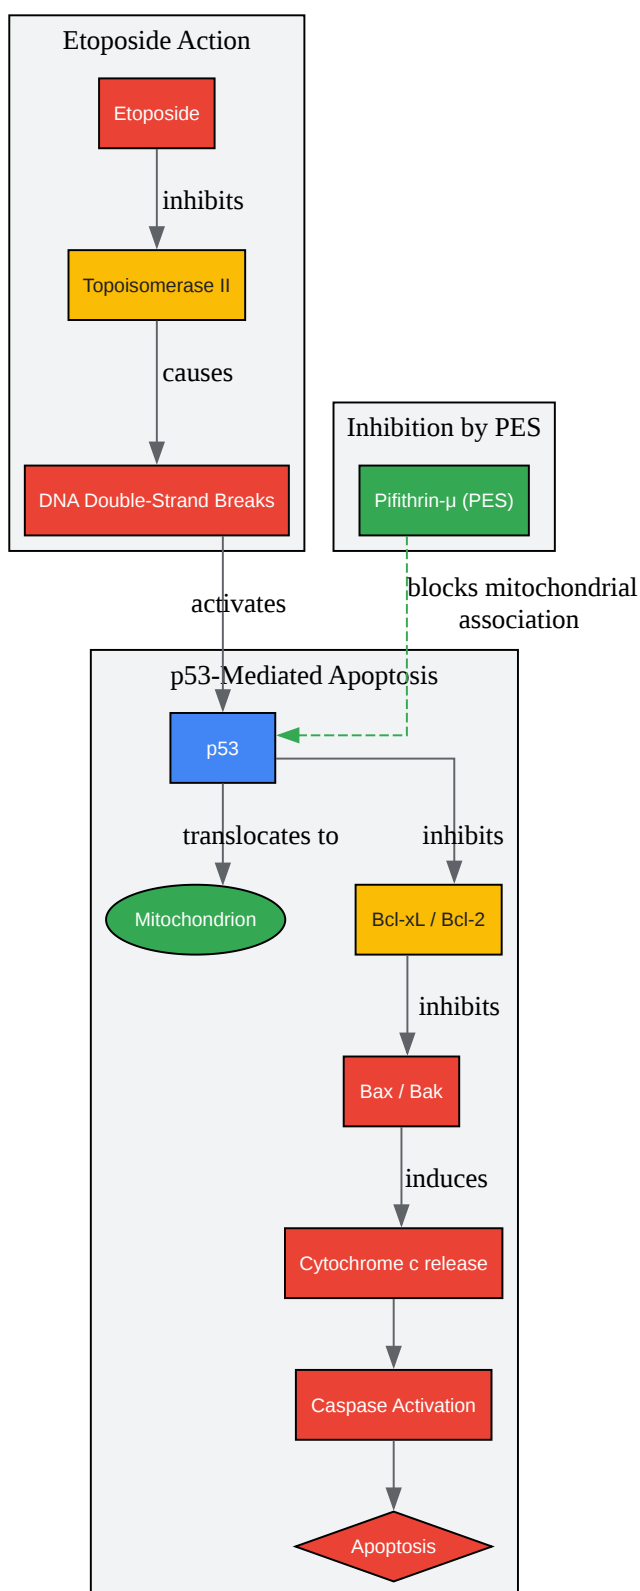 Etoposide Action
Etoposide
inhibits
Topoisomerase II
causes
DNA Double-Strand Breaks
Inhibition by PES
Pifithrin-μ (PES)
activates
blocks mitochondrial
association
p53-Mediated Apoptosis
p53
translocates to
inhibits
Mitochondrion
Bcl-xL / Bcl-2
inhibits
Bax / Bak
induces
Cytochrome c release
Caspase Activation
Apoptosis